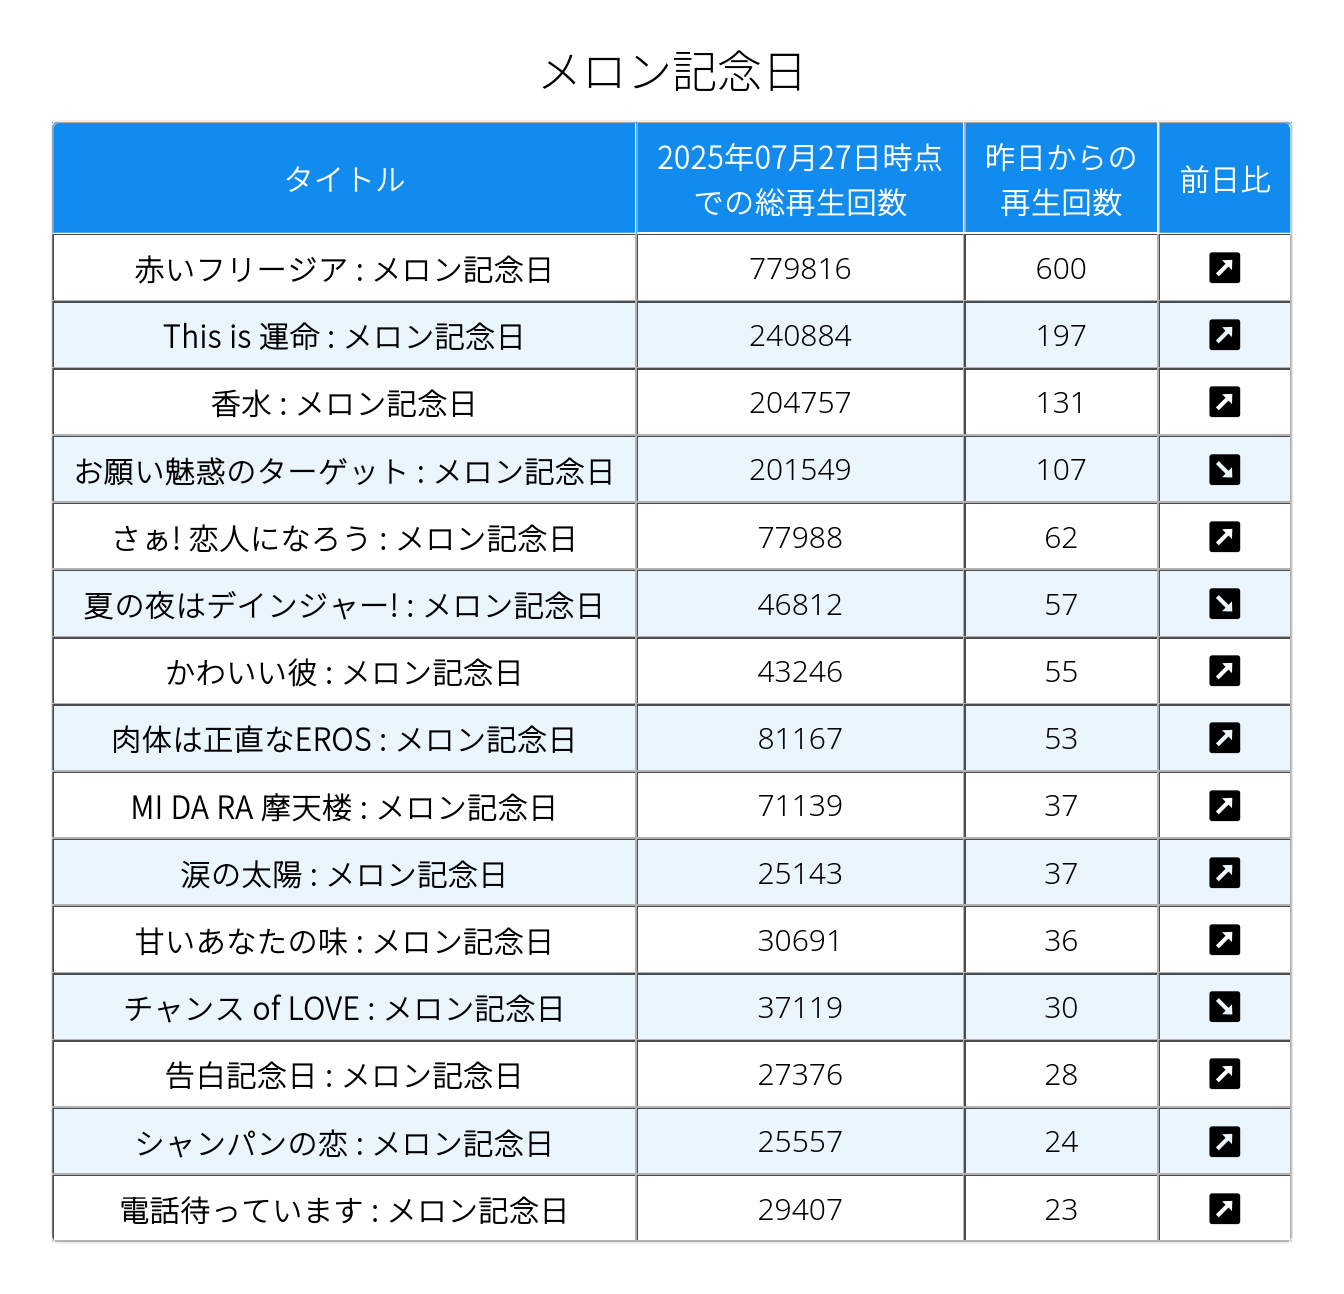 メロン記念日
タイトル
2025年07月27日時点
での総再生回数
昨日からの
再生回数
前日比
赤いフリージア : メロン記念日 779816 600
This is 運命 : メロン記念日 240884 197
香水 : メロン記念日 204757 131
お願い魅惑のターゲット : メロン記念日 201549 107
さぁ! 恋人になろう : メロン記念日 77988 62
夏の夜はデインジャー! : メロン記念日 46812 57
かわいい彼 : メロン記念日 43246 55
肉体は正直なEROS : メロン記念日 81167 53
MI DA RA 摩天楼 : メロン記念日 71139 37
涙の太陽 : メロン記念日 25143 37
甘いあなたの味 : メロン記念日 30691 36
チャンス of LOVE : メロン記念日 37119 30
告白記念日 : メロン記念日 27376 28
シャンパンの恋 : メロン記念日 25557 24
電話待っています : メロン記念日 29407 23